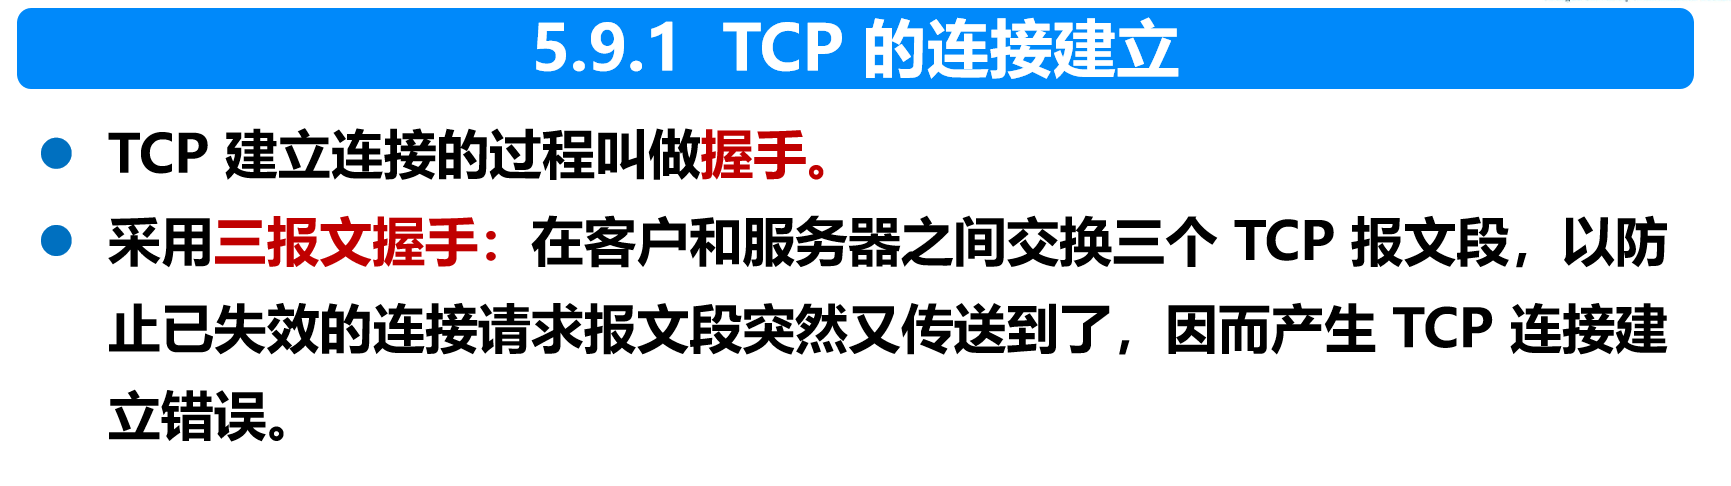 5.9.1 TCP 的连接建立
TCP 建立连接的过程叫做握手。
采用三报文握手：在客户和服务器之间交换三个 TCP 报文段，以防
止已失效的连接请求报文段突然又传送到了，因而产生 TCP 连接建
立错误。